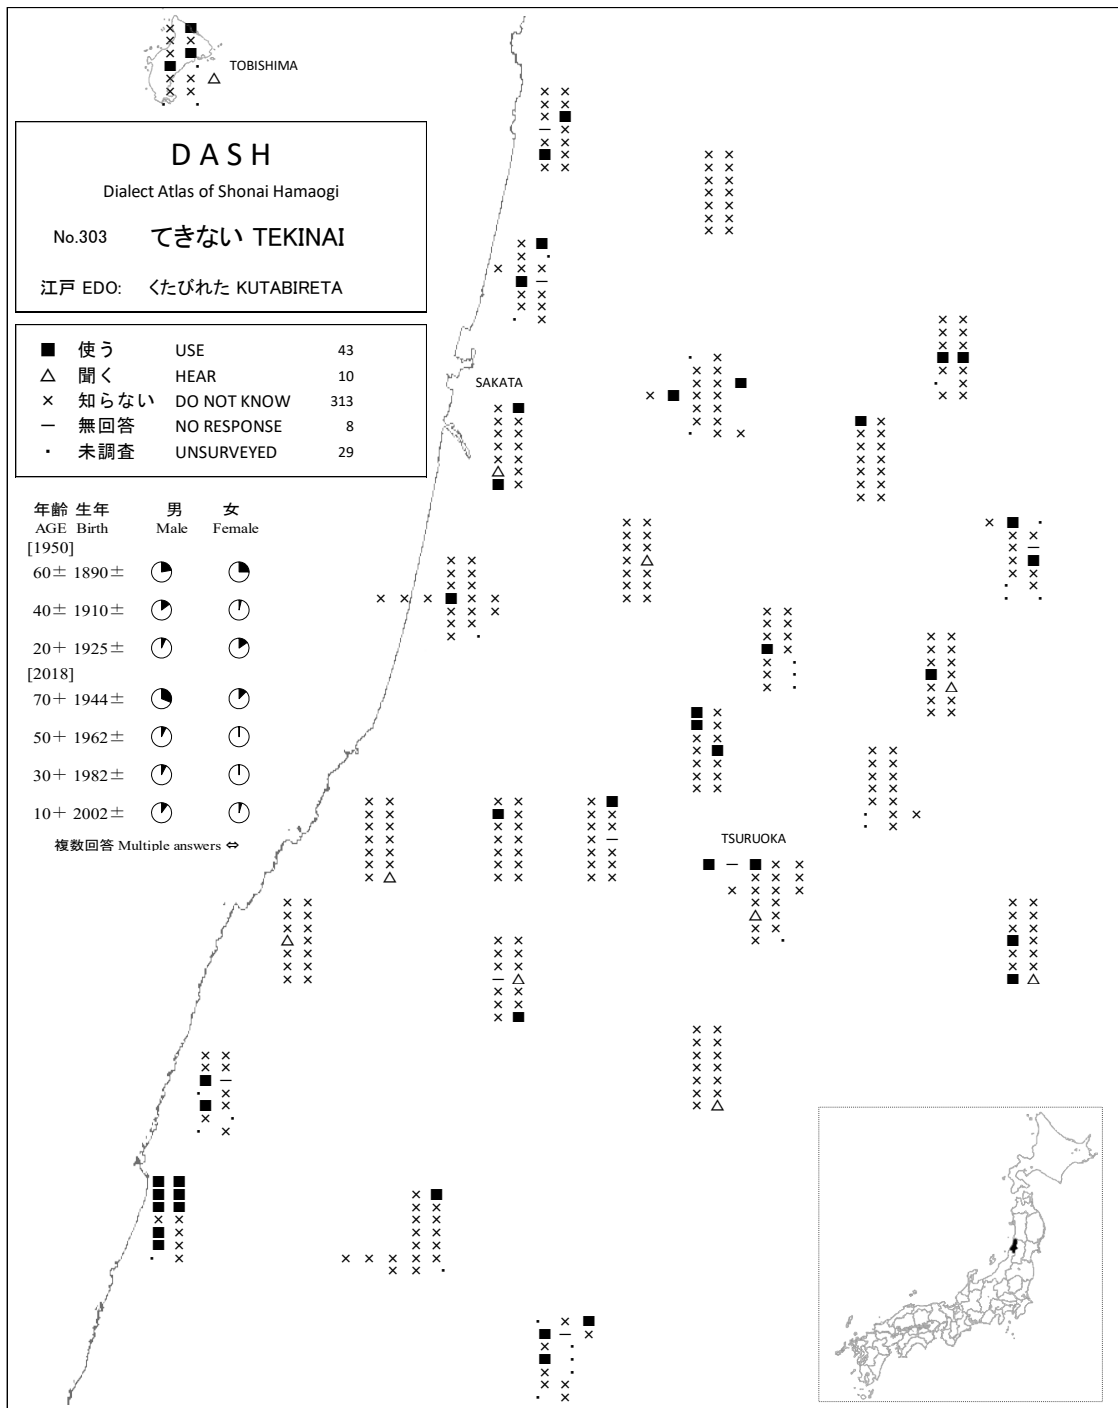 TOBISHIMA
DASH
Dialect Atlas of Shonai Hamaogi
No.303 てきない TEKINAI
江戸 EDO: くたびれた KUTABIRETA
■ 使う USE 43
△ 聞く HEAR 10
× 知らない DO NOT KNOW 313
― 無回答 NO RESPONSE 8
・ 未調査 UNSURVEYED 29
SAKATA
年齢 生年 男 女
AGE Birth Male Female
[1950]
60± 1890±
40± 1910±
20+ 1925±
[2018]
70+ 1944±
50+ 1962±
30+ 1982±
10+ 2002±
複数回答 Multiple answers ⇔
TSURUOKA